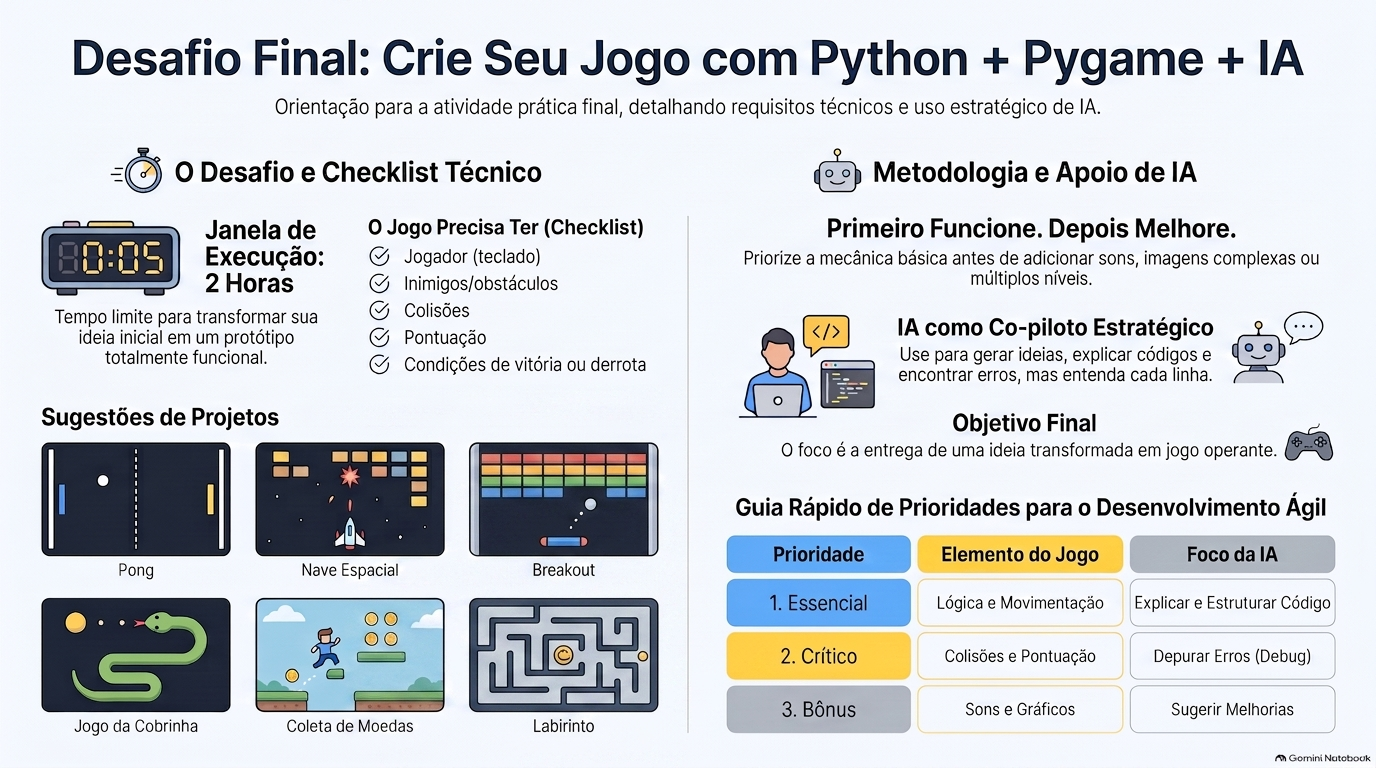 Desafio Final: Crie Seu Jogo com Python + Pygame + IA
Orientação para a atividade prática final, detalhando requisitos técnicos e uso estratégico de IA.
O Desafio e Checklist Técnico
0:05
Janela de
Execução:
2 Horas
Tempo limite para transformar sua
ideia inicial em um protótipo
totalmente funcional.
O Jogo Precisa Ter (Checklist)
Jogador (teclado)
Inimigos/obstáculos
Colisões
Pontuação
Condições de vitória ou derrota
Sugestões de Projetos
Pong
Nave Espacial
Breakout
Jogo da Cobrinha
Coleta de Moedas
Labirinto
Metodologia e Apoio de IA
Primeiro Funcione. Depois Melhore.
Priorize a mecânica básica antes de adicionar sons, imagens complexas ou
múltiplos níveis.
</>
IA como Co-piloto Estratégico
Use para gerar ideias, explicar códigos e
encontrar erros, mas entenda cada linha.
Objetivo Final
O foco é a entrega de uma ideia transformada em jogo operante.
Guia Rápido de Prioridades para o Desenvolvimento Ágil
Prioridade Elemento do Jogo Foco da IA
1. Essencial Lógica e Movimentação Explicar e Estruturar Código
2. Crítico Colisões e Pontuação Depurar Erros (Debug)
3. Bônus Sons e Gráficos Sugerir Melhorias
Gomini Notobook